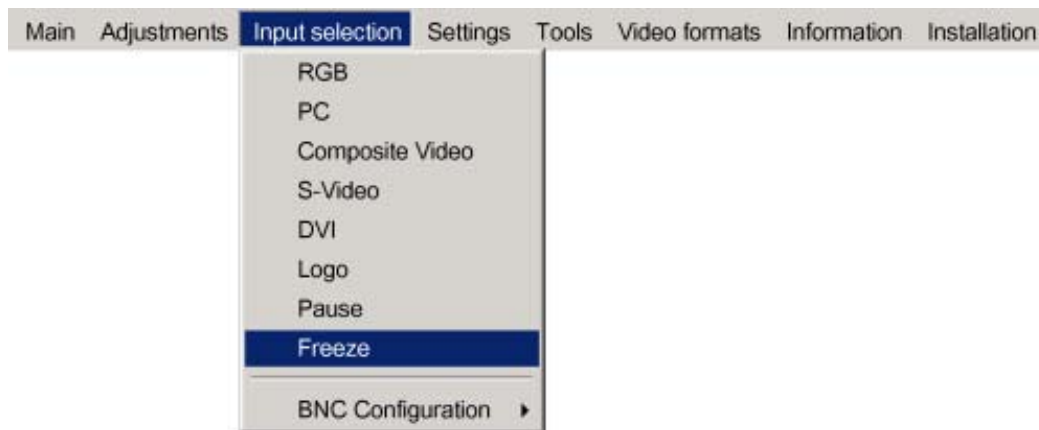 Main Adjustments Input selection Settings Tools Video formats Information Installation
RGB
PC
Composite Video
S-Video
DVI
Logo
Pause
Freeze
BNC Configuration